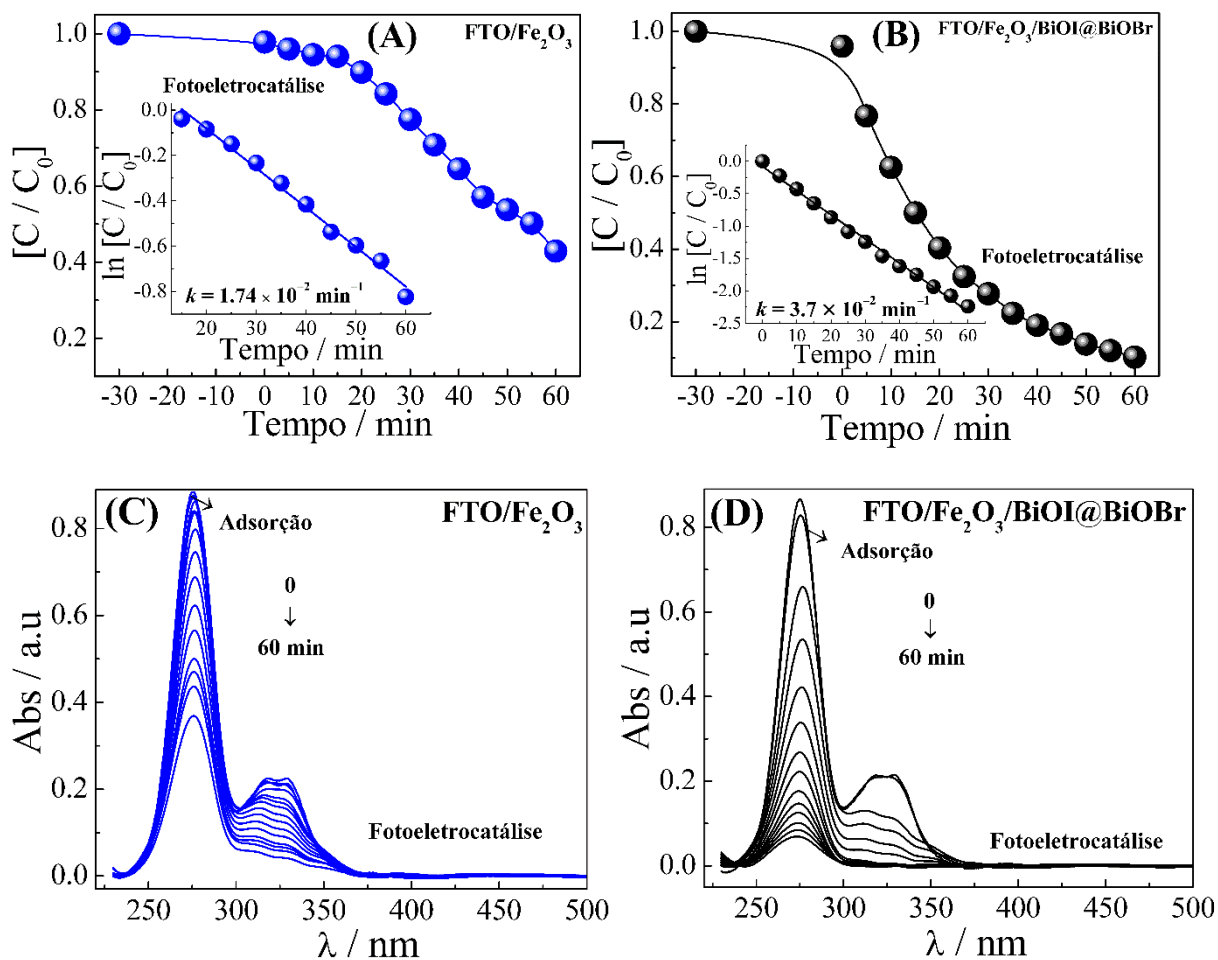 (A)
FTO/Fe₂O₃
Fotoeletrocatálise
[C / C₀]
1.0
0.8
0.6
0.4
0.2
ln [C / C₀]
0.0
-0.2
-0.4
-0.6
-0.8
k = 1.74 × 10⁻² min⁻¹
20 30 40 50 60
Tempo / min
-30 -20 -10 0 10 20 30 40 50 60
Tempo / min
(B)
FTO/Fe₂O₃/BiOI@BiOBr
[C / C₀]
1.0
0.8
0.6
0.4
0.2
ln [C / C₀]
0.0
-0.5
-1.0
-1.5
-2.0
-2.5
Fotoeletrocatálise
k = 3.7 × 10⁻² min⁻¹
0 10 20 30 40 50 60
Tempo / min
-30 -20 -10 0 10 20 30 40 50 60
Tempo / min
(C)
FTO/Fe₂O₃
Adsorção
0
↓
60 min
Fotoeletrocatálise
Abs / a.u
0.8
0.6
0.4
0.2
0.0
250 300 350 400 450 500
λ / nm
(D)
FTO/Fe₂O₃/BiOI@BiOBr
Adsorção
0
↓
60 min
Fotoeletrocatálise
Abs / a.u
0.8
0.6
0.4
0.2
0.0
250 300 350 400 450 500
λ / nm